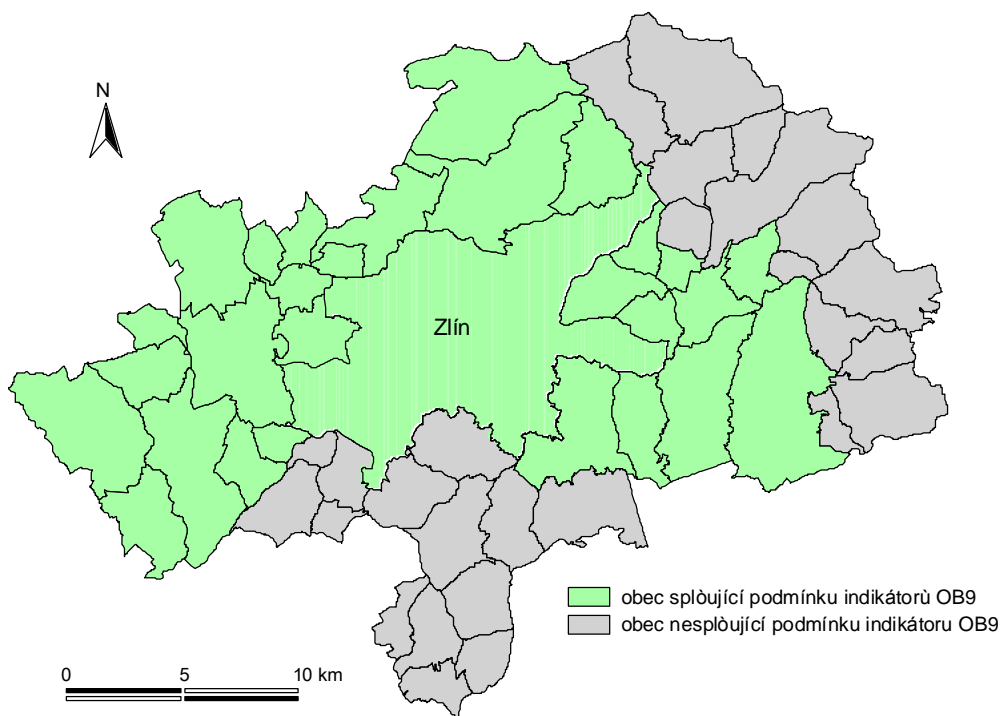 N
Zlín
obec splòující podmínku indikátorù OB9
obec nesplòující podmínku indikátoru OB9
0 5 10 km